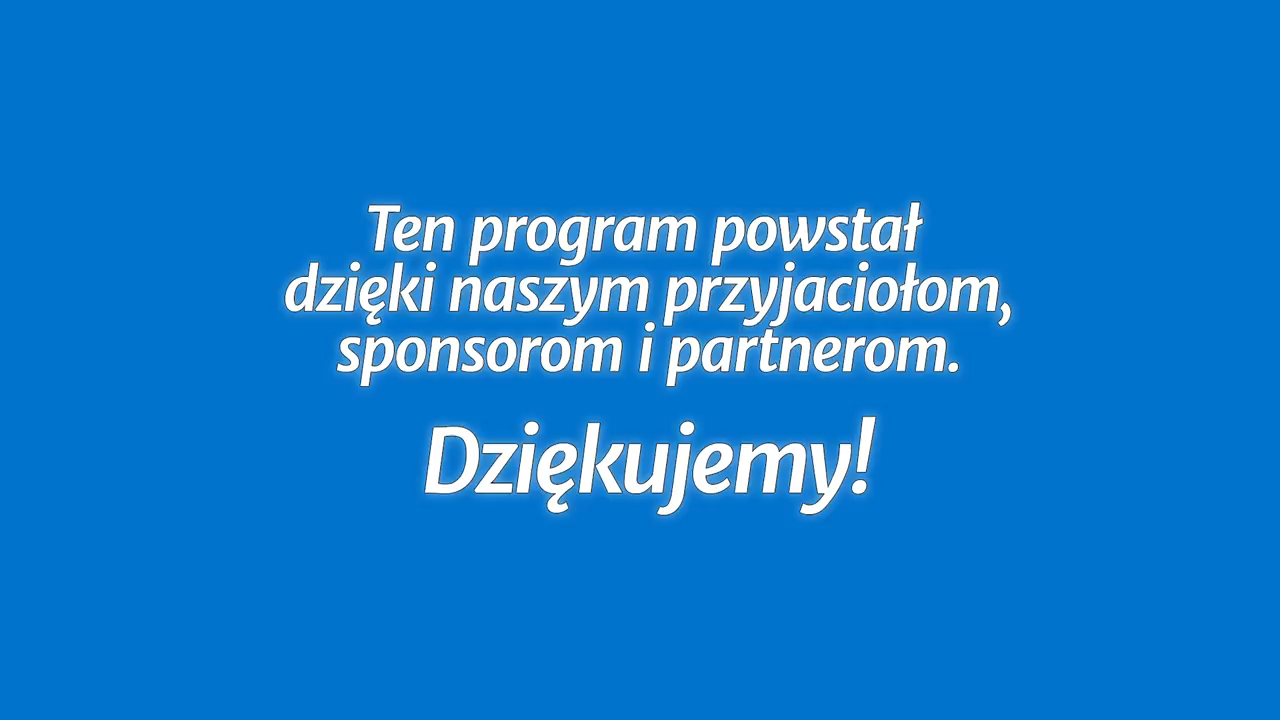 Ten program powstał
dzięki naszym przyjaciołom,
sponsorom i partnerom.
Dziękujemy!